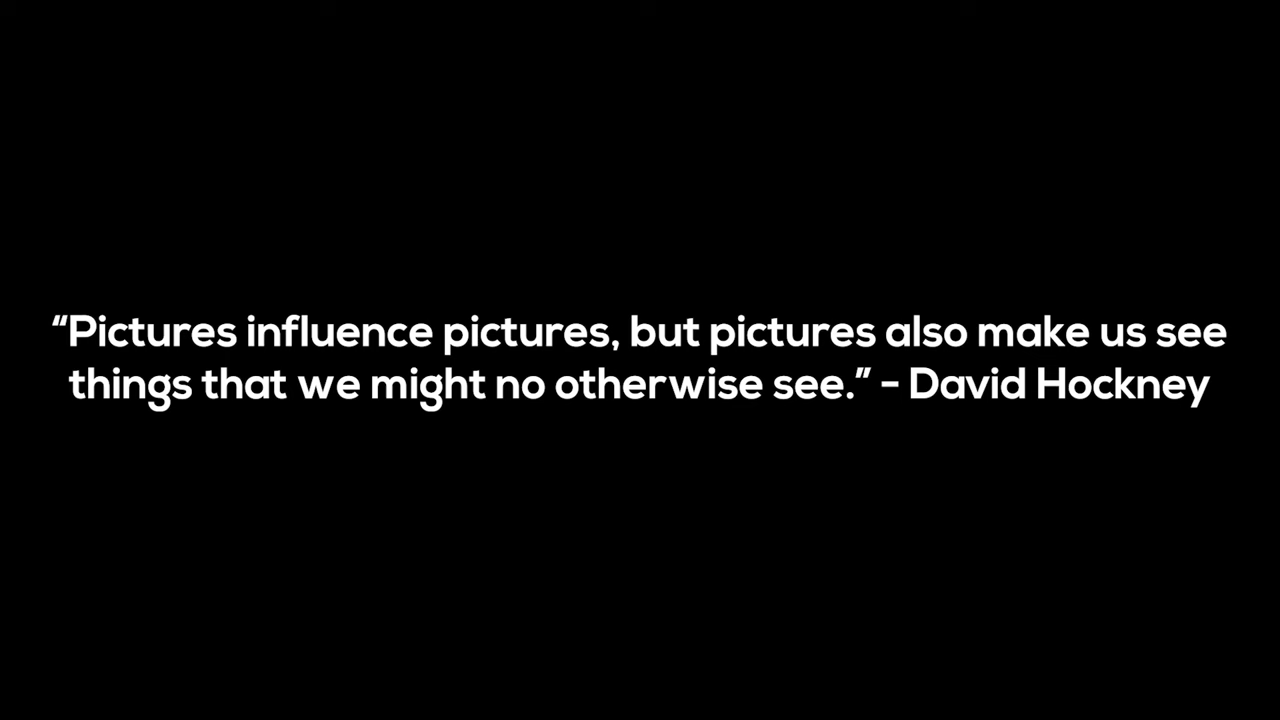 “Pictures influence pictures, but pictures also make us see
things that we might no otherwise see.” - David Hockney